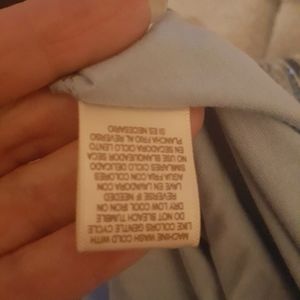 MACHINE WASH COLD WITH
LIKE COLORS GENTLE CYCLE
DO NOT BLEACH TUMBLE
DRY LOW COOL IRON ON
REVERSE IF NEEDED
LAVE EN LAVADORA CON
AGUA FRIA CON COLORES
SIMILARES CICLO DELICADO
NO USE BLANQUEADOR SECA
EN SECADORA CICLO LENTO
PLANCHA FRIO AL REVERSO
SI ES NECESARIO